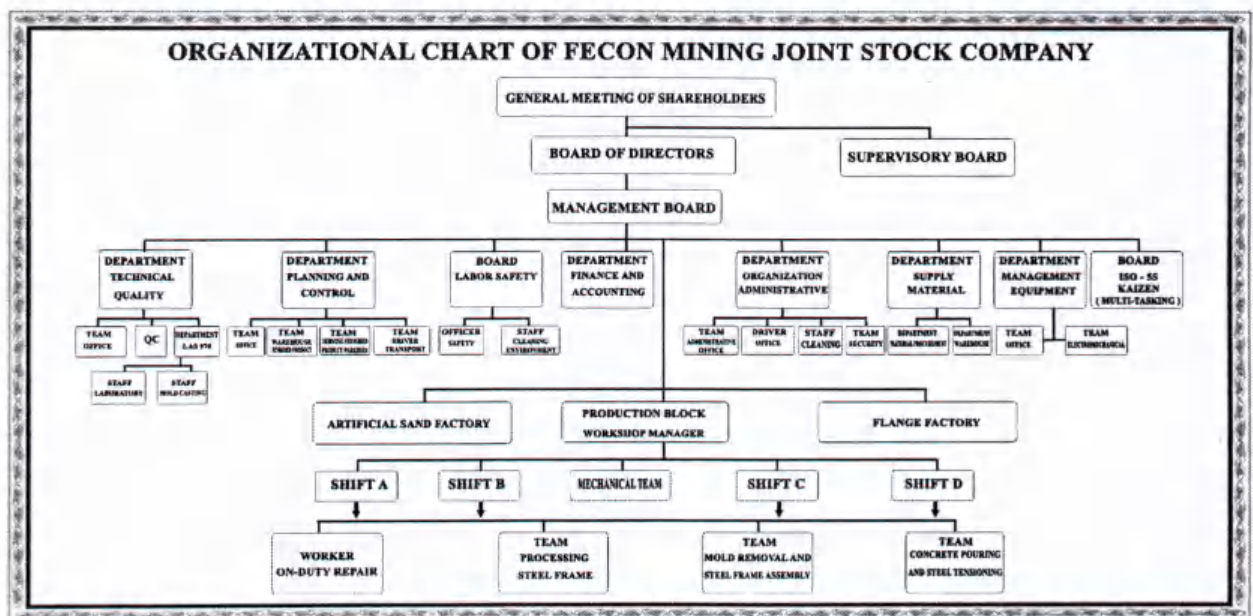 ORGANIZATIONAL CHART OF FECON MINING JOINT STOCK COMPANY
GENERAL MEETING OF SHAREHOLDERS
BOARD OF DIRECTORS
SUPERVISORY BOARD
MANAGEMENT BOARD
DEPARTMENT
TECHNICAL
QUALITY
DEPARTMENT
PLANNING AND
CONTROL
BOARD
LABOR SAFETY
DEPARTMENT
FINANCE AND
ACCOUNTING
DEPARTMENT
ORGANIZATION
ADMINISTRATIVE
DEPARTMENT
SUPPLY
MATERIAL
DEPARTMENT
MANAGEMENT
EQUIPMENT
BOARD
ISO - 5S
KAIZEN
( MULTI-TASKING )
TEAM
OFFICE
QC
DEPARTMENT
LAS
TEAM
OFFICE
TEAM
WAREHOUSE
PRODUCT
TEAM
TEAM
DRIVER
TRANSPORT
OFFICER
SAFETY
STAFF
CLEANING
ENVIRONMENT
TEAM
ADMINISTRATIVE
OFFICE
DRIVER
OFFICE
STAFF
CLEANING
TEAM
SECURITY
DEPARTMENT
MATERIAL PROCUREMENT
DEPARTMENT
WAREHOUSE
TEAM
OFFICE
TEAM
ELECTROMECHANICAL
STAFF
LABORATORY
STAFF
MOLD CASTING
ARTIFICIAL SAND FACTORY
PRODUCTION BLOCK
WORKSHOP MANAGER
FLANGE FACTORY
SHIFT A
SHIFT B
MECHANICAL TEAM
SHIFT C
SHIFT D
WORKER
ON-DUTY REPAIR
TEAM
PROCESSING
STEEL FRAME
TEAM
MOLD REMOVAL AND
STEEL FRAME ASSEMBLY
TEAM
CONCRETE POURING
AND STEEL TENSIONING